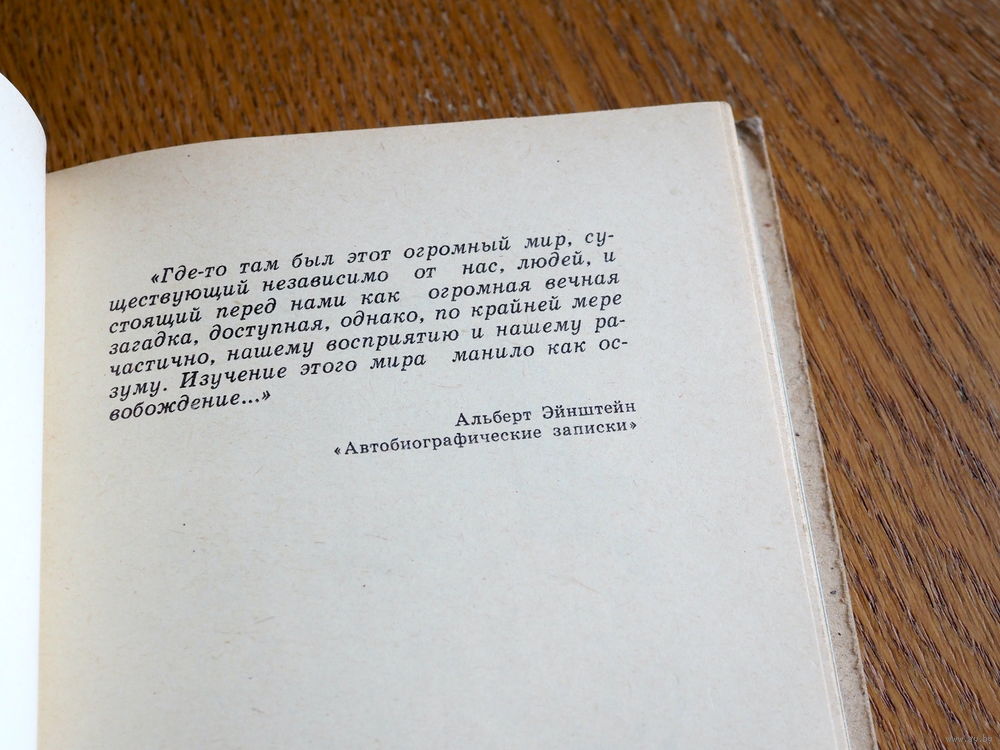 «Где-то там был этот огромный мир, су-
ществующий независимо от нас, людей, и
стоящий перед нами как огромная вечная
загадка, доступная, однако, по крайней мере
частично, нашему восприятию и нашему ра-
зуму. Изучение этого мира манило как ос-
вобождение...»
Альберт Эйнштейн
«Автобиографические записки»